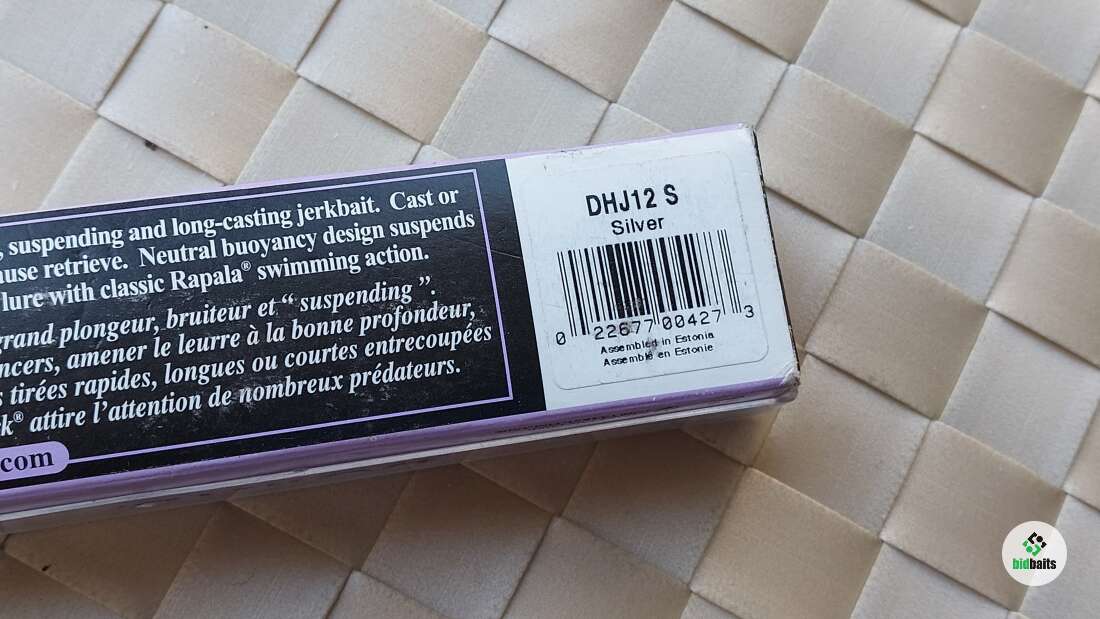 , suspending and long-casting jerkbait. Cast or
ause retrieve. Neutral buoyancy design suspends
lure with classic Rapala® swimming action.
grand plongeur, bruiteur et “ suspending ”.
ncers, amener le leurre à la bonne profondeur,
s tirées rapides, longues ou courtes entrecoupées
k® attire l’attention de nombreux prédateurs.
.com
DHJ12 S
Silver
0 22677 00427 3
Assembled in Estonia
Assemblé en Estonie
bidbaits